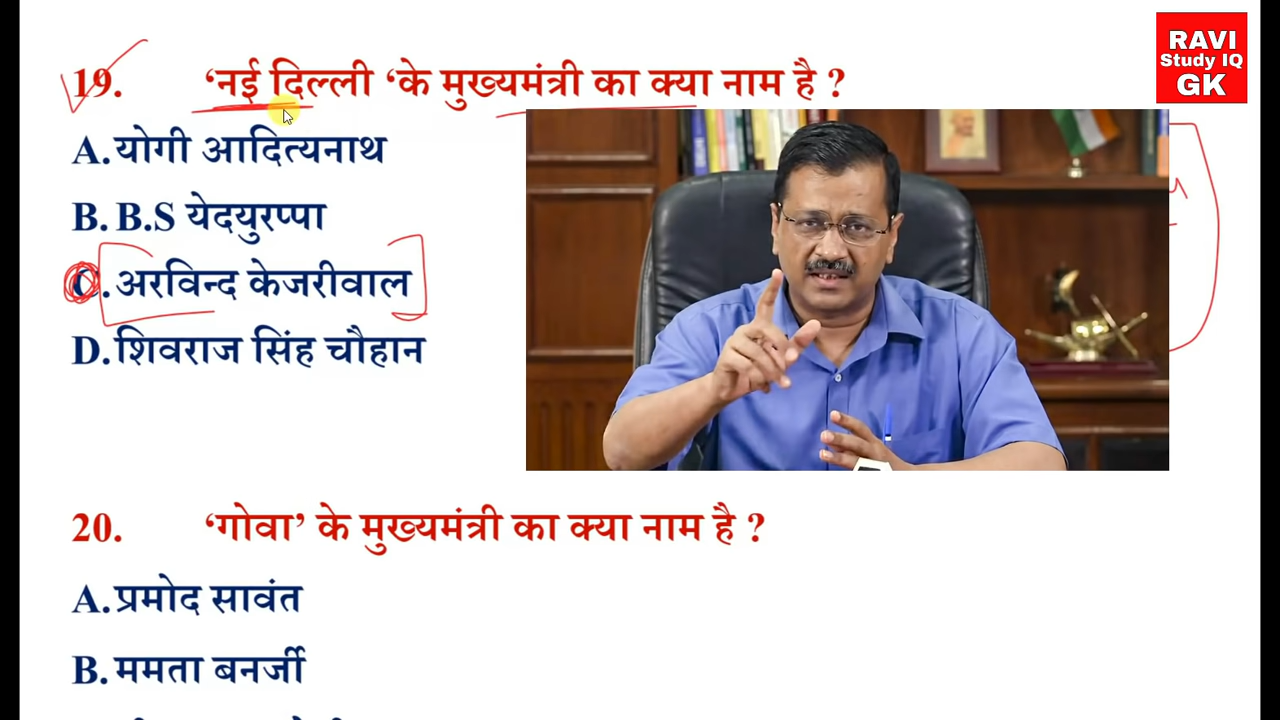 RAVI
Study IQ
GK
19. ‘नई दिल्ली ‘के मुख्यमंत्री का क्या नाम है ?
A. योगी आदित्यनाथ
B. B.S येदयुरप्पा
C. अरविन्द केजरीवाल
D. शिवराज सिंह चौहान
20. ‘गोवा’ के मुख्यमंत्री का क्या नाम है ?
A. प्रमोद सावंत
B. ममता बनर्जी